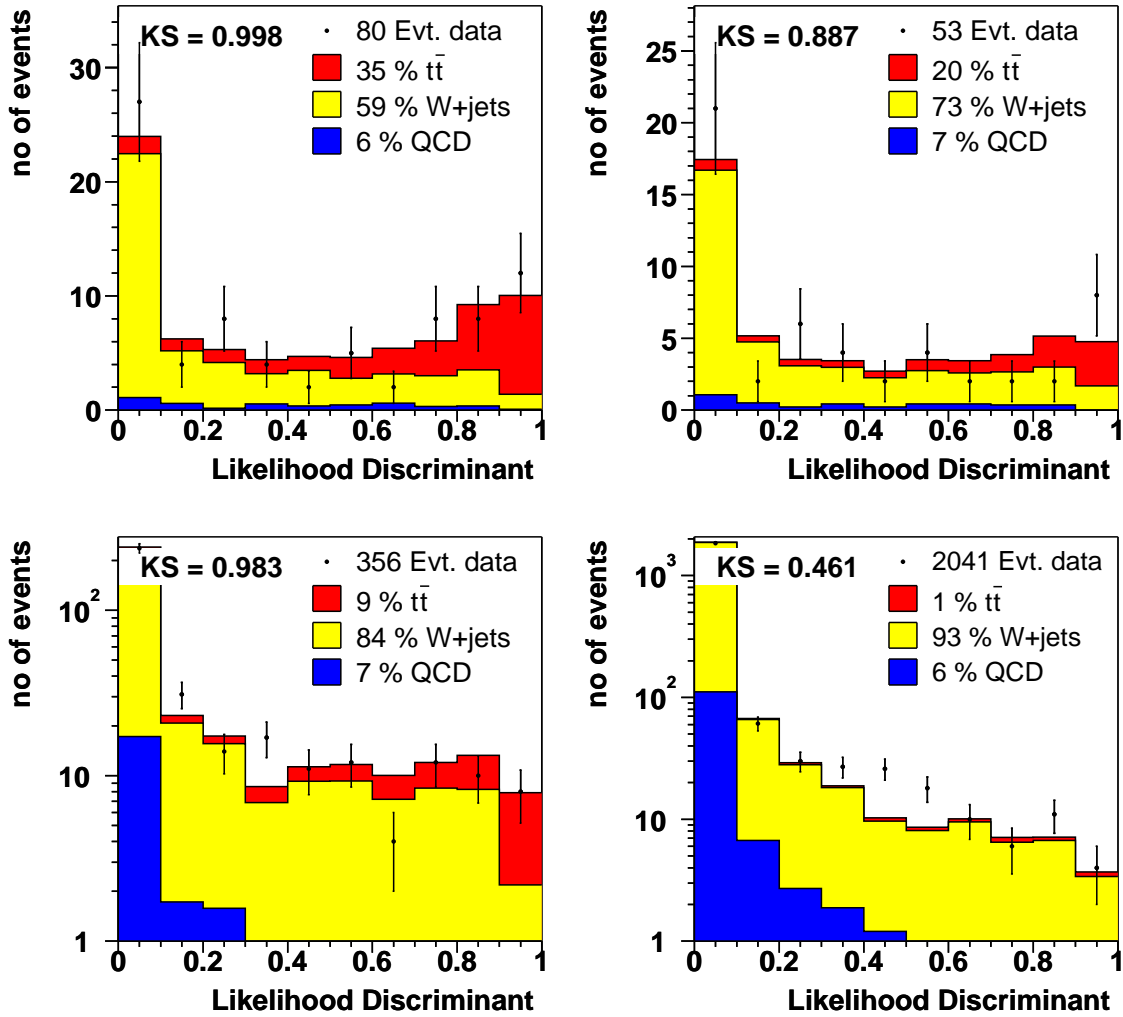 no of events
30
20
10
0
KS = 0.998
80 Evt. data
35 % tt̄
59 % W+jets
6 % QCD
0 0.2 0.4 0.6 0.8 1
Likelihood Discriminant
no of events
25
20
15
10
5
0
KS = 0.887
53 Evt. data
20 % tt̄
73 % W+jets
7 % QCD
0 0.2 0.4 0.6 0.8 1
Likelihood Discriminant
no of events
10²
10
1
KS = 0.983
356 Evt. data
9 % tt̄
84 % W+jets
7 % QCD
0 0.2 0.4 0.6 0.8 1
Likelihood Discriminant
no of events
10³
10²
10
1
KS = 0.461
2041 Evt. data
1 % tt̄
93 % W+jets
6 % QCD
0 0.2 0.4 0.6 0.8 1
Likelihood Discriminant